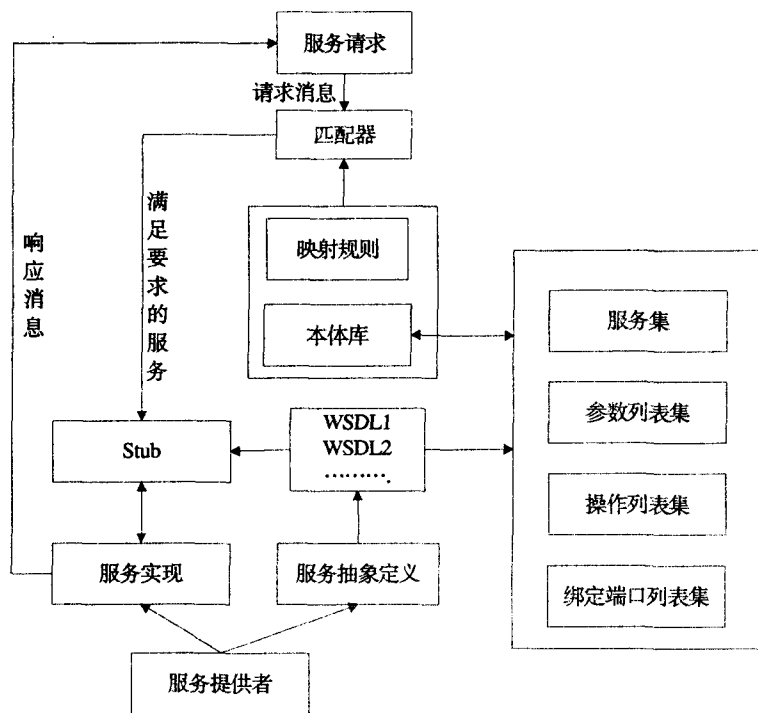 服务请求
请求消息
匹配器
满足要求的服务
响应消息
映射规则
本体库
服务集
参数列表集
操作列表集
绑定端口列表集
WSDL1
WSDL2
……….
Stub
服务实现
服务抽象定义
服务提供者